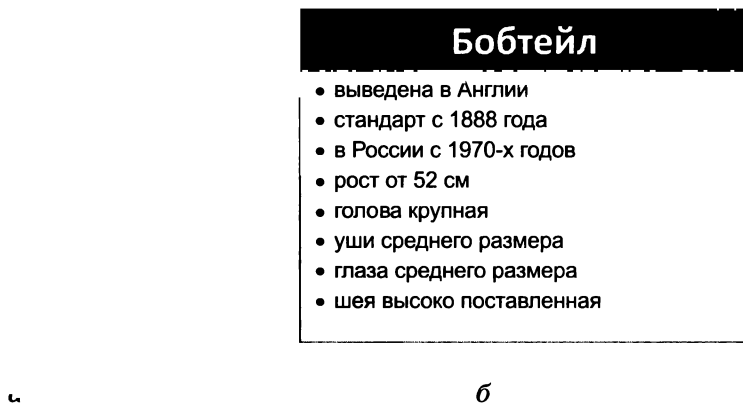 Бобтейл
• выведена в Англии
• стандарт с 1888 года
• в России с 1970-х годов
• рост от 52 см
• голова крупная
• уши среднего размера
• глаза среднего размера
• шея высоко поставленная
б